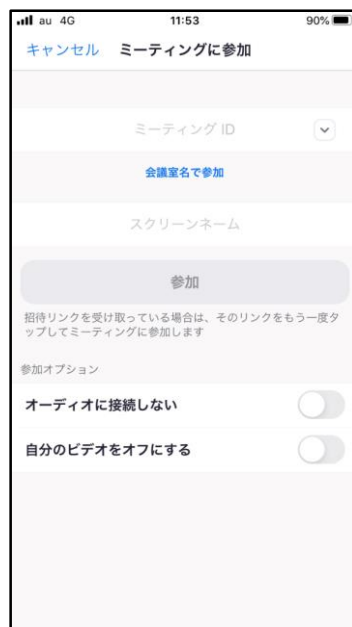 au 4G 11:53 90%
キャンセル ミーティングに参加
ミーティング ID
会議室名で参加
スクリーンネーム
参加
招待リンクを受け取っている場合は、そのリンクをもう一度タ
ップしてミーティングに参加します
参加オプション
オーディオに接続しない
自分のビデオをオフにする